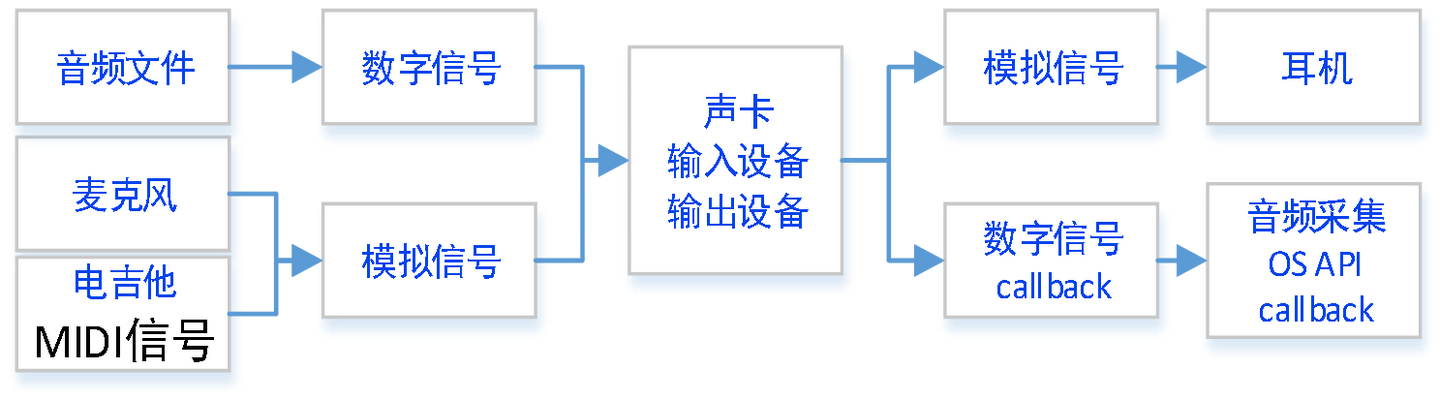 音频文件
数字信号
麦克风
电吉他
MIDI信号
模拟信号
声卡
输入设备
输出设备
模拟信号
耳机
数字信号
callback
音频采集
OS API
callback